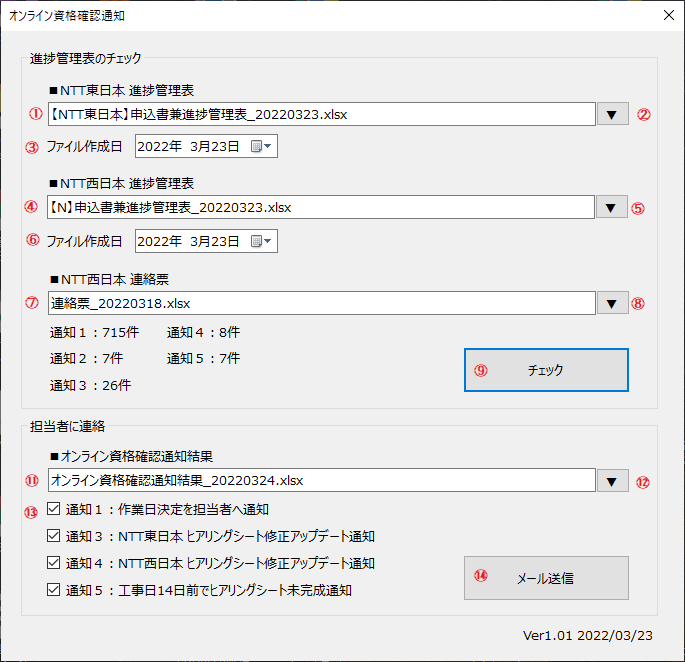 オンライン資格確認通知
進捗管理表のチェック
■NTT東日本 進捗管理表
① 【NTT東日本】申込書兼進捗管理表_20220323.xlsx ▼ ②
③ ファイル作成日 2022年 3月23日
■NTT西日本 進捗管理表
④ 【N】申込書兼進捗管理表_20220323.xlsx ▼ ⑤
⑥ ファイル作成日 2022年 3月23日
■NTT西日本 連絡票
⑦ 連絡票_20220318.xlsx ▼ ⑧
通知１：715件 通知４：8件
通知２：7件 通知５：7件
通知３：26件
⑨ チェック
担当者に連絡
■オンライン資格確認通知結果
⑪ オンライン資格確認通知結果_20220324.xlsx ▼ ⑫
⑬ 通知１：作業日決定を担当者へ通知
通知３：NTT東日本 ヒアリングシート修正アップデート通知
通知４：NTT西日本 ヒアリングシート修正アップデート通知
通知５：工事日14日前でヒアリングシート未完成通知
⑭ メール送信
Ver1.01 2022/03/23